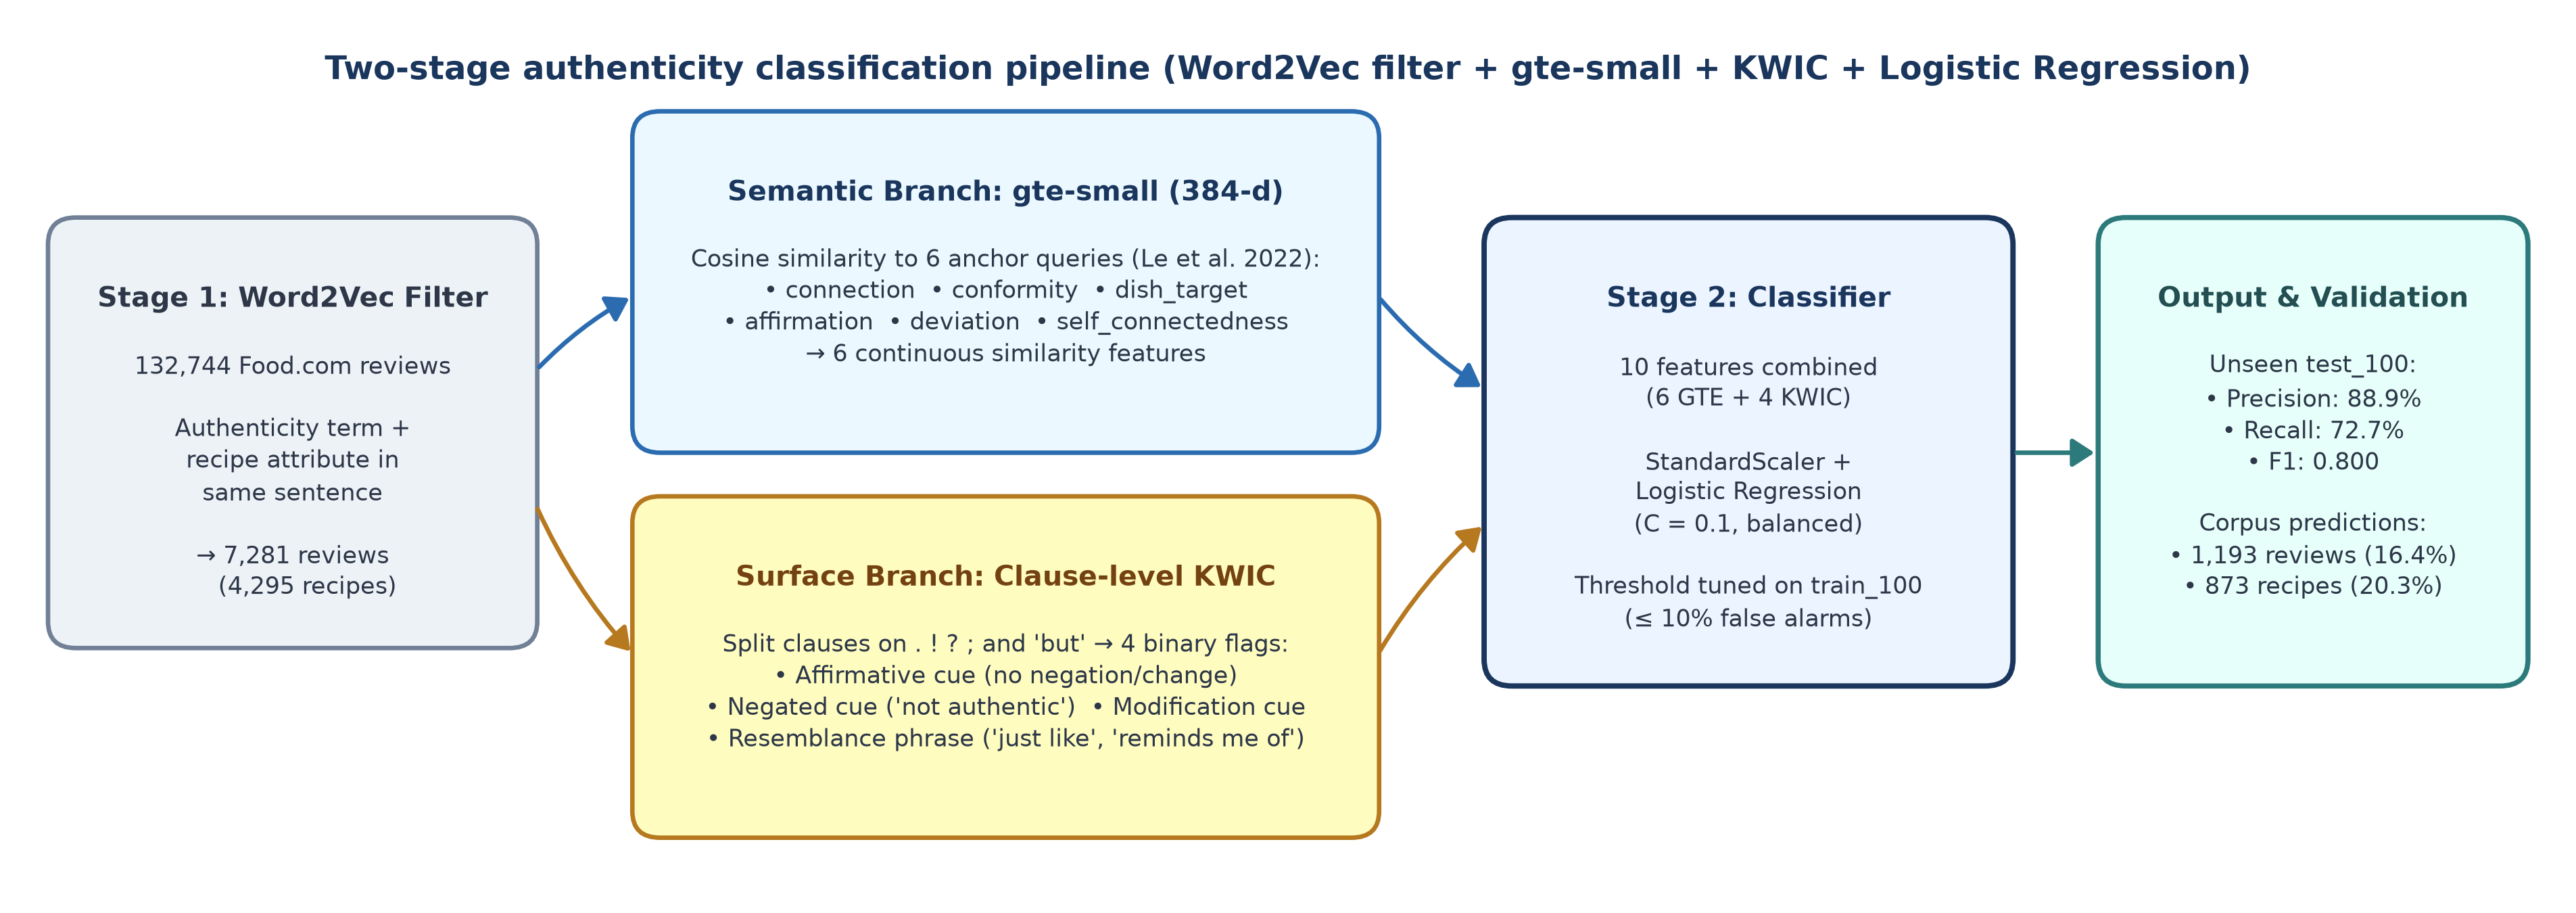 Two-stage authenticity classification pipeline (Word2Vec filter + gte-small + KWIC + Logistic Regression)
Stage 1: Word2Vec Filter
132,744 Food.com reviews
Authenticity term +
recipe attribute in
same sentence
→ 7,281 reviews
(4,295 recipes)
Semantic Branch: gte-small (384-d)
Cosine similarity to 6 anchor queries (Le et al. 2022):
• connection • conformity • dish_target
• affirmation • deviation • self_connectedness
→ 6 continuous similarity features
Surface Branch: Clause-level KWIC
Split clauses on . ! ? ; and 'but' → 4 binary flags:
• Affirmative cue (no negation/change)
• Negated cue ('not authentic') • Modification cue
• Resemblance phrase ('just like', 'reminds me of')
Stage 2: Classifier
10 features combined
(6 GTE + 4 KWIC)
StandardScaler +
Logistic Regression
(C = 0.1, balanced)
Threshold tuned on train_100
(≤ 10% false alarms)
Output & Validation
Unseen test_100:
• Precision: 88.9%
• Recall: 72.7%
• F1: 0.800
Corpus predictions:
• 1,193 reviews (16.4%)
• 873 recipes (20.3%)